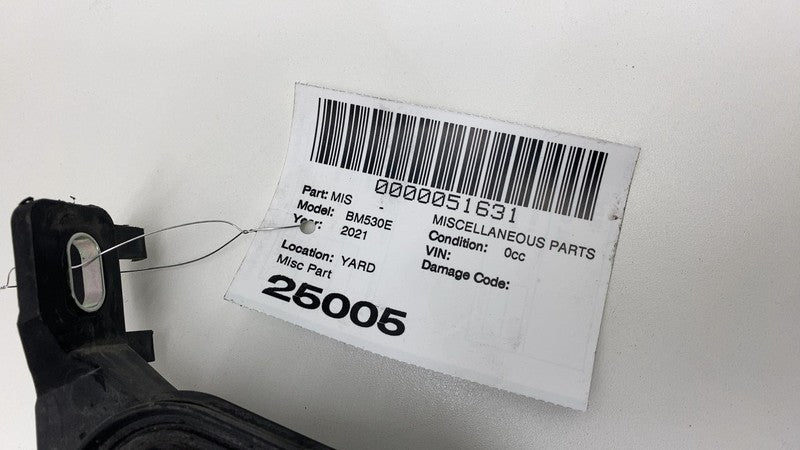 0000051631
Part: MIS MISCELLANEOUS PARTS
Model: BM530E Condition: 0cc
Year: 2021 VIN:
Location: YARD Damage Code:
Misc Part
25005